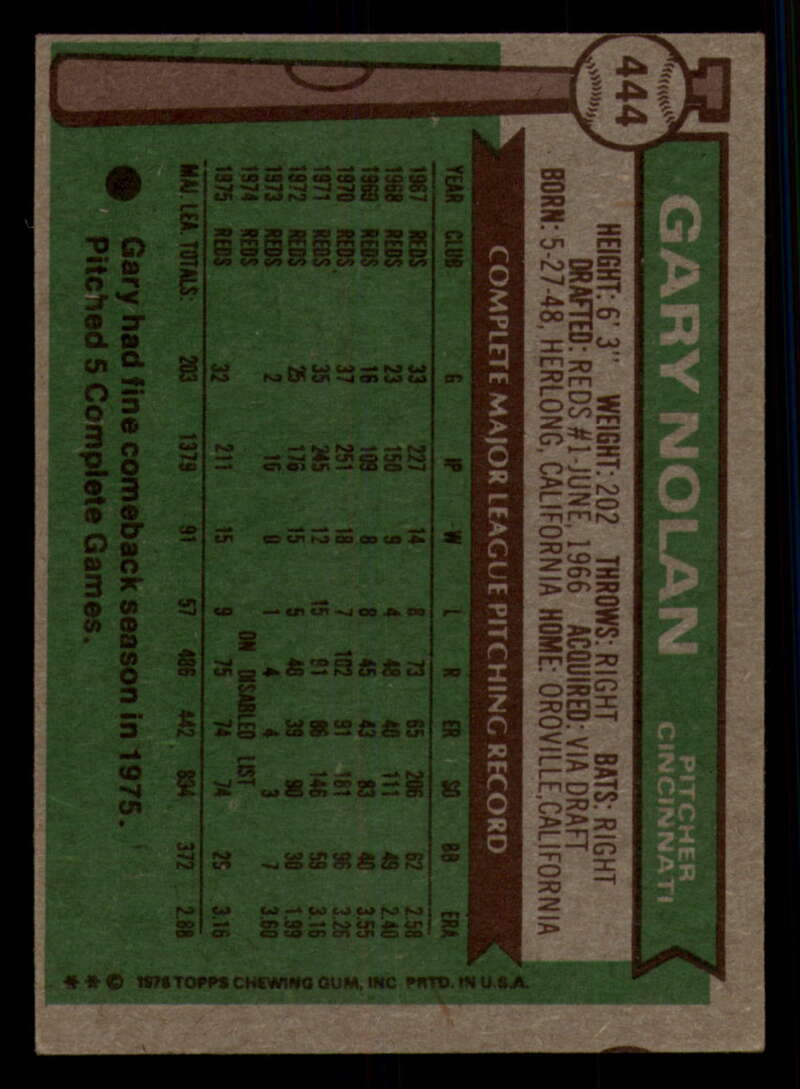 444
GARY NOLAN
PITCHER
CINCINNATI
HEIGHT: 6' 3" WEIGHT: 202 THROWS: RIGHT BATS: RIGHT
DRAFTED: REDS #1-JUNE, 1966 ACQUIRED: VIA DRAFT
BORN: 5-27-48, HERLONG, CALIFORNIA HOME: OROVILLE, CALIFORNIA
COMPLETE MAJOR LEAGUE PITCHING RECORD
YEAR CLUB G IP W L R ER SO BB ERA
1967 REDS 33 227 14 8 73 65 206 62 2.58
1968 REDS 23 150 9 4 48 40 111 49 2.40
1969 REDS 16 109 8 8 45 43 83 40 3.55
1970 REDS 37 251 18 7 102 91 181 96 3.26
1971 REDS 35 245 12 15 91 86 146 59 3.16
1972 REDS 25 176 15 5 48 39 90 30 1.99
1973 REDS 2 10 0 1 4 4 3 7 3.60
1974 REDS ON DISABLED LIST
1975 REDS 32 211 15 9 75 74 74 29 3.16
MAJ. LEA. TOTALS: 203 1379 91 57 486 442 894 372 2.88
Gary had fine comeback season in 1975.
Pitched 5 Complete Games.
**© 1976 TOPPS CHEWING GUM, INC PRTD. IN U.S.A.